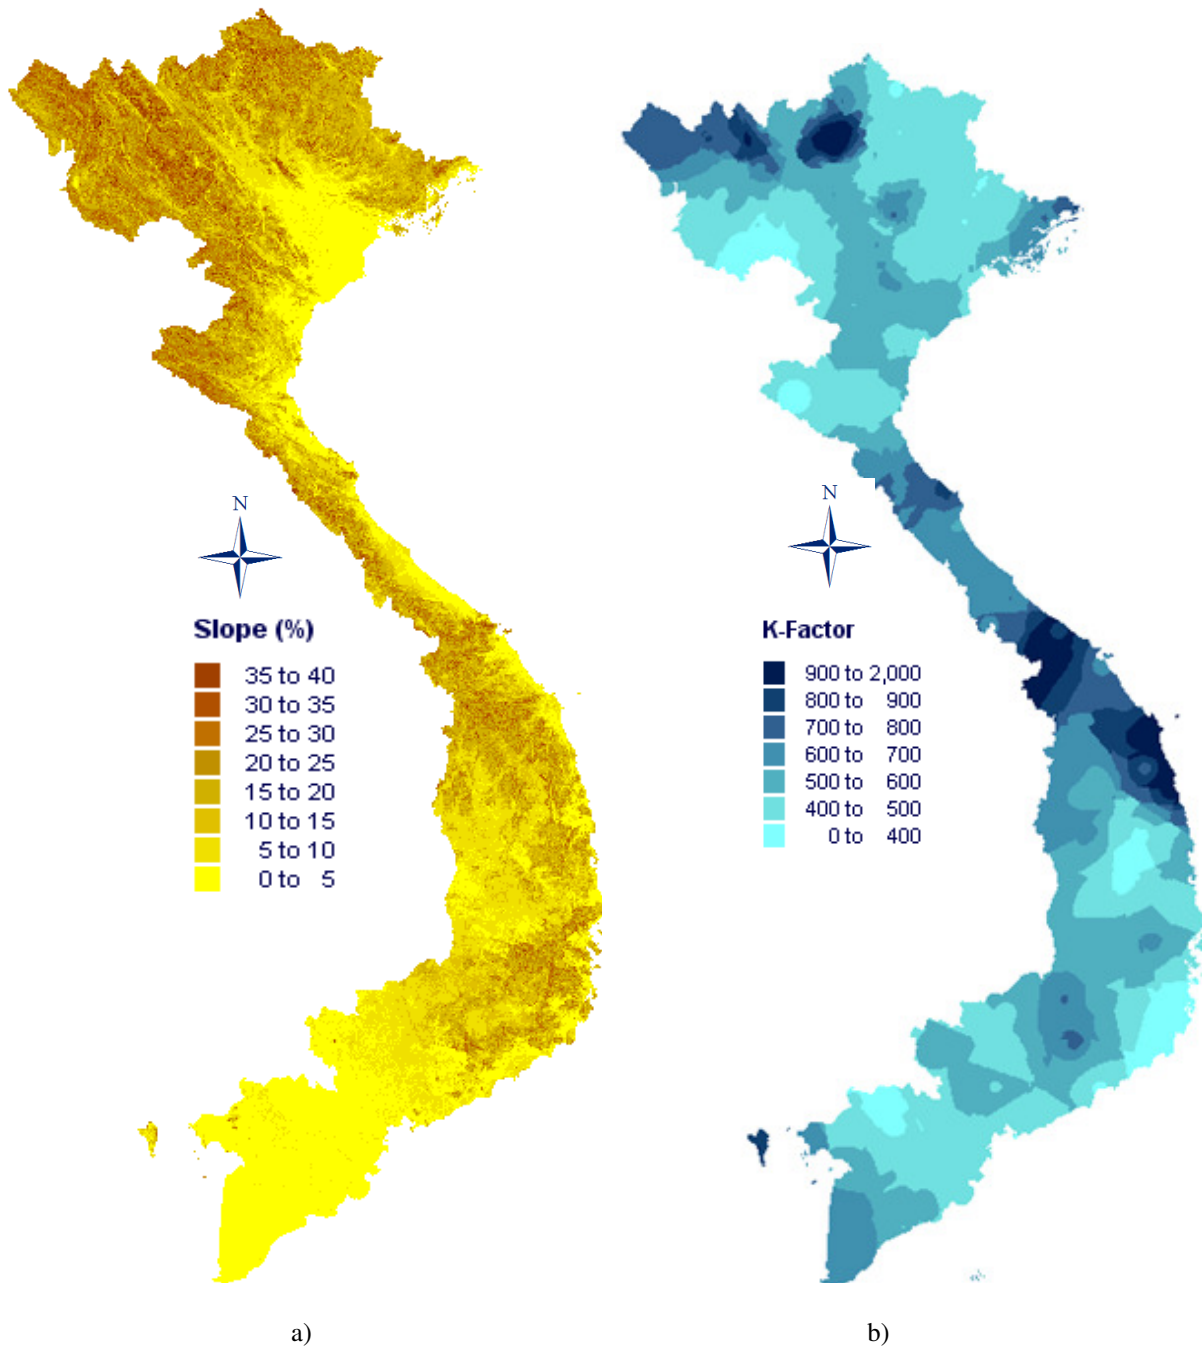 N
Slope (%)
35 to 40
30 to 35
25 to 30
20 to 25
15 to 20
10 to 15
5 to 10
0 to 5
a)
N
K-Factor
900 to 2,000
800 to 900
700 to 800
600 to 700
500 to 600
400 to 500
0 to 400
b)